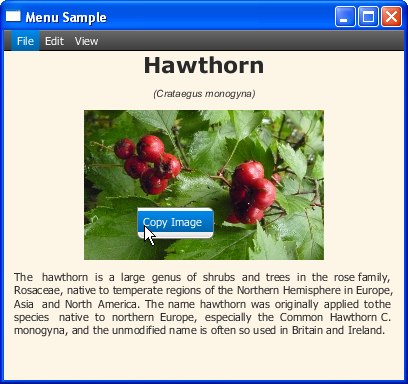 Menu Sample
File Edit View
Hawthorn
(Crataegus monogyna)
Copy Image
The hawthorn is a large genus of shrubs and trees in the rose family,
Rosaceae, native to temperate regions of the Northern Hemisphere in Europe,
Asia and North America. The name hawthorn was originally applied tothe
species native to northern Europe, especially the Common Hawthorn C.
monogyna, and the unmodified name is often so used in Britain and Ireland.